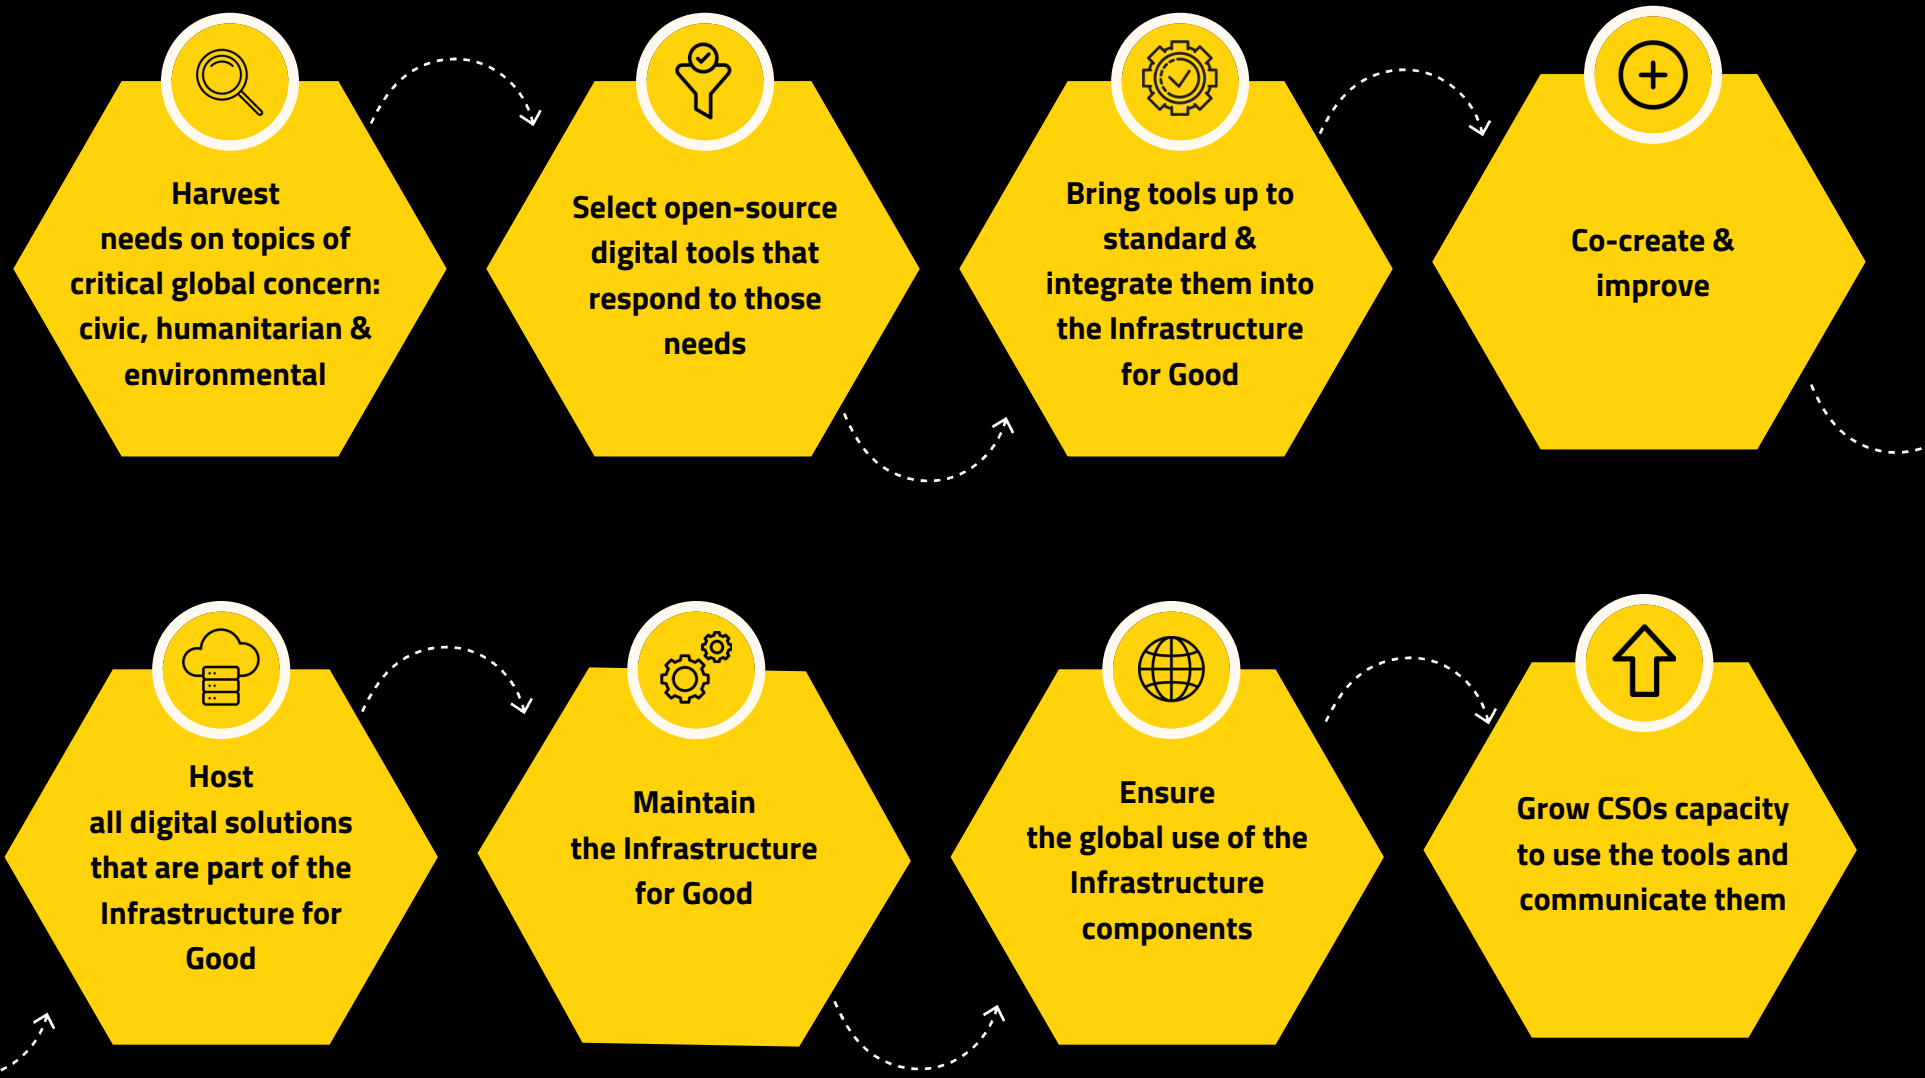 Harvest
needs on topics of
critical global concern:
civic, humanitarian &
environmental
Select open-source
digital tools that
respond to those
needs
Bring tools up to
standard &
integrate them into
the Infrastructure
for Good
Co-create &
improve
Host
all digital solutions
that are part of the
Infrastructure for
Good
Maintain
the Infrastructure
for Good
Ensure
the global use of the
Infrastructure
components
Grow CSOs capacity
to use the tools and
communicate them